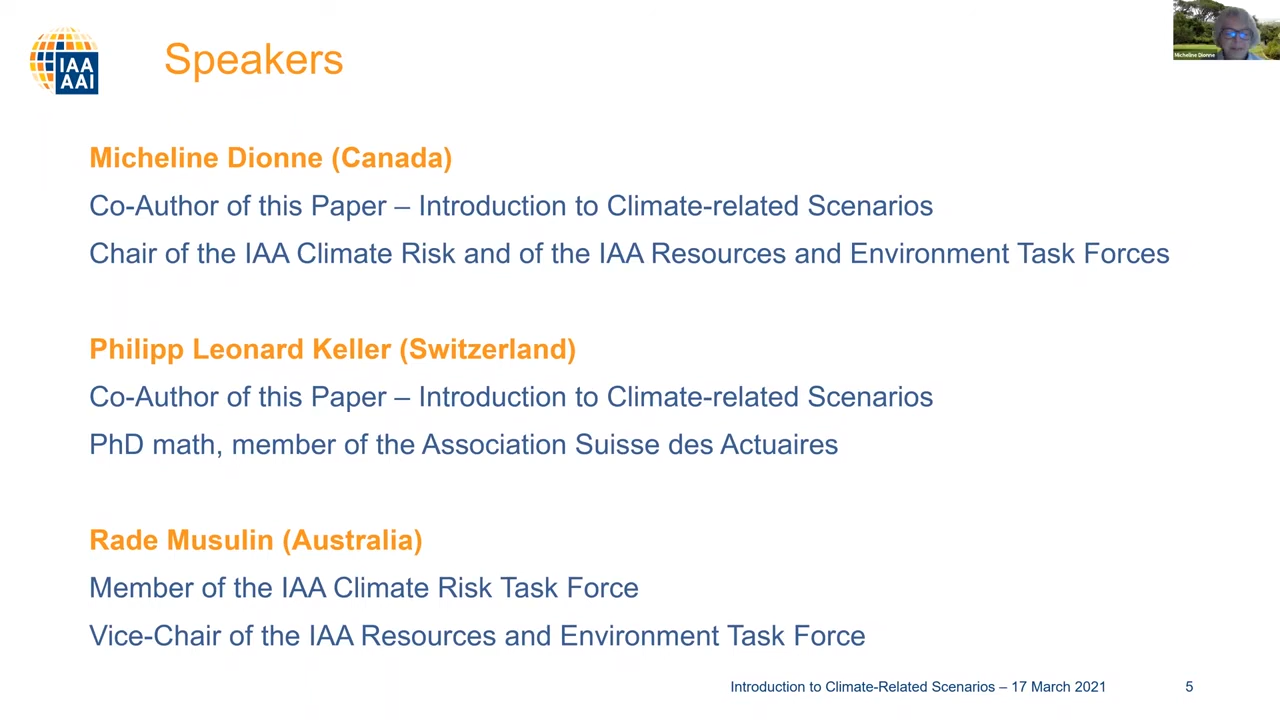 IAA
AAI
Speakers
Micheline Dionne
Micheline Dionne (Canada)
Co-Author of this Paper – Introduction to Climate-related Scenarios
Chair of the IAA Climate Risk and of the IAA Resources and Environment Task Forces
Philipp Leonard Keller (Switzerland)
Co-Author of this Paper – Introduction to Climate-related Scenarios
PhD math, member of the Association Suisse des Actuaires
Rade Musulin (Australia)
Member of the IAA Climate Risk Task Force
Vice-Chair of the IAA Resources and Environment Task Force
Introduction to Climate-Related Scenarios – 17 March 2021
5